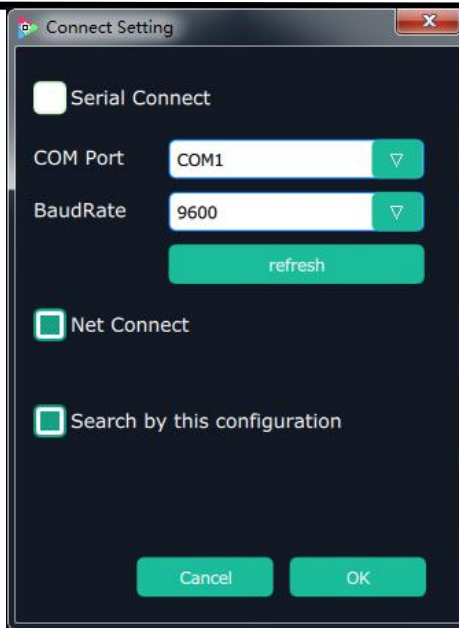 Connect Setting
Serial Connect
COM Port COM1
BaudRate 9600
refresh
Net Connect
Search by this configuration
Cancel OK